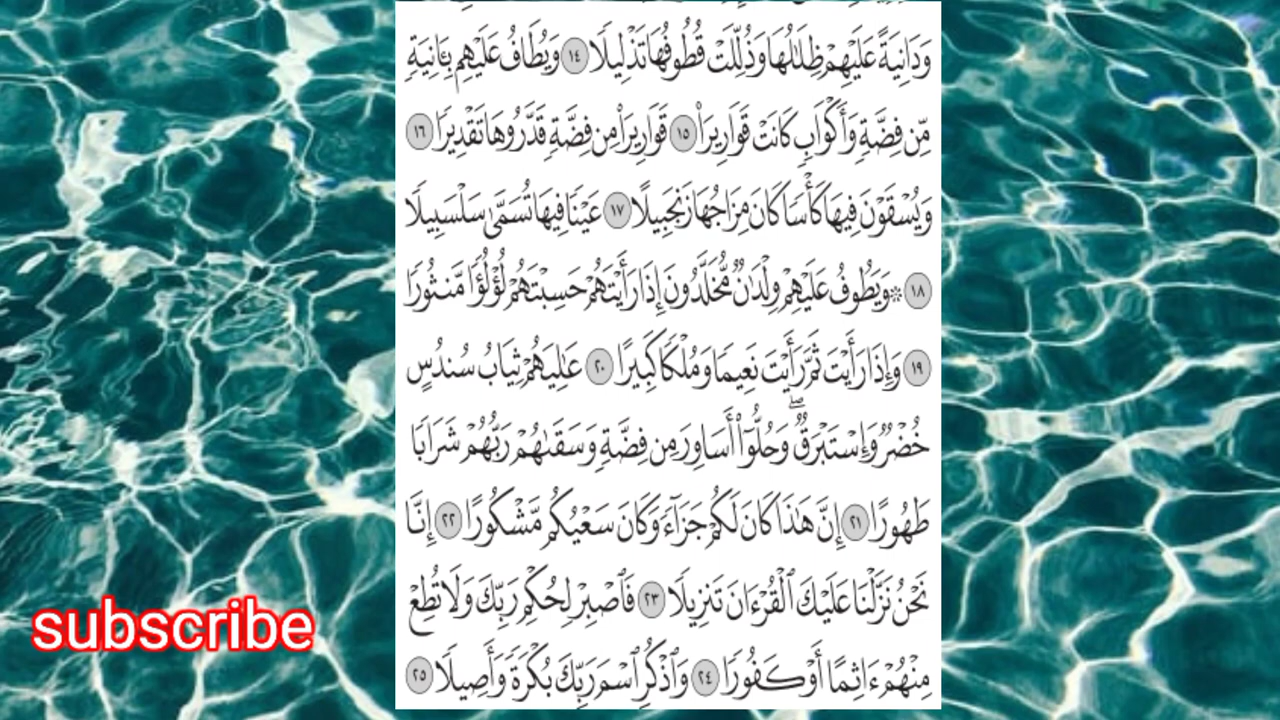 وَدَانِيَةً عَلَيْهِمْ ظِلَٰلُهَا وَذُلِّلَتْ قُطُوفُهَا تَذْلِيلًا ١٤ وَيُطَافُ عَلَيْهِم بِـَٔانِيَةٍ
مِّن فِضَّةٍ وَأَكْوَابٍ كَانَتْ قَوَارِيرَا۠ ١٥ قَوَارِيرَا۟ مِن فِضَّةٍ قَدَّرُوهَا تَقْدِيرًا ١٦
وَيُسْقَوْنَ فِيهَا كَأْسًا كَانَ مِزَاجُهَا زَنجَبِيلًا ١٧ عَيْنًا فِيهَا تُسَمَّىٰ سَلْسَبِيلًا
١٨ ۞ وَيَطُوفُ عَلَيْهِمْ وِلْدَٰنٌ مُّخَلَّدُونَ إِذَا رَأَيْتَهُمْ حَسِبْتَهُمْ لُؤْلُؤًا مَّنثُورًا
١٩ وَإِذَا رَأَيْتَ ثَمَّ رَأَيْتَ نَعِيمًا وَمُلْكًا كَبِيرًا ٢٠ عَٰلِيَهُمْ ثِيَابُ سُندُسٍ
خُضْرٌ وَإِسْتَبْرَقٌ ۖ وَحُلُّوٓا۟ أَسَاوِرَ مِن فِضَّةٍ وَسَقَىٰهُمْ رَبُّهُمْ شَرَابًا
طَهُورًا ٢١ إِنَّ هَٰذَا كَانَ لَكُمْ جَزَآءً وَكَانَ سَعْيُكُم مَّشْكُورًا ٢٢ إِنَّا
نَحْنُ نَزَّلْنَا عَلَيْكَ ٱلْقُرْءَانَ تَنزِيلًا ٢٣ فَٱصْبِرْ لِحُكْمِ رَبِّكَ وَلَا تُطِعْ
مِنْهُمْ ءَاثِمًا أَوْ كَفُورًا ٢٤ وَٱذْكُرِ ٱسْمَ رَبِّكَ بُكْرَةً وَأَصِيلًا ٢٥
subscribe